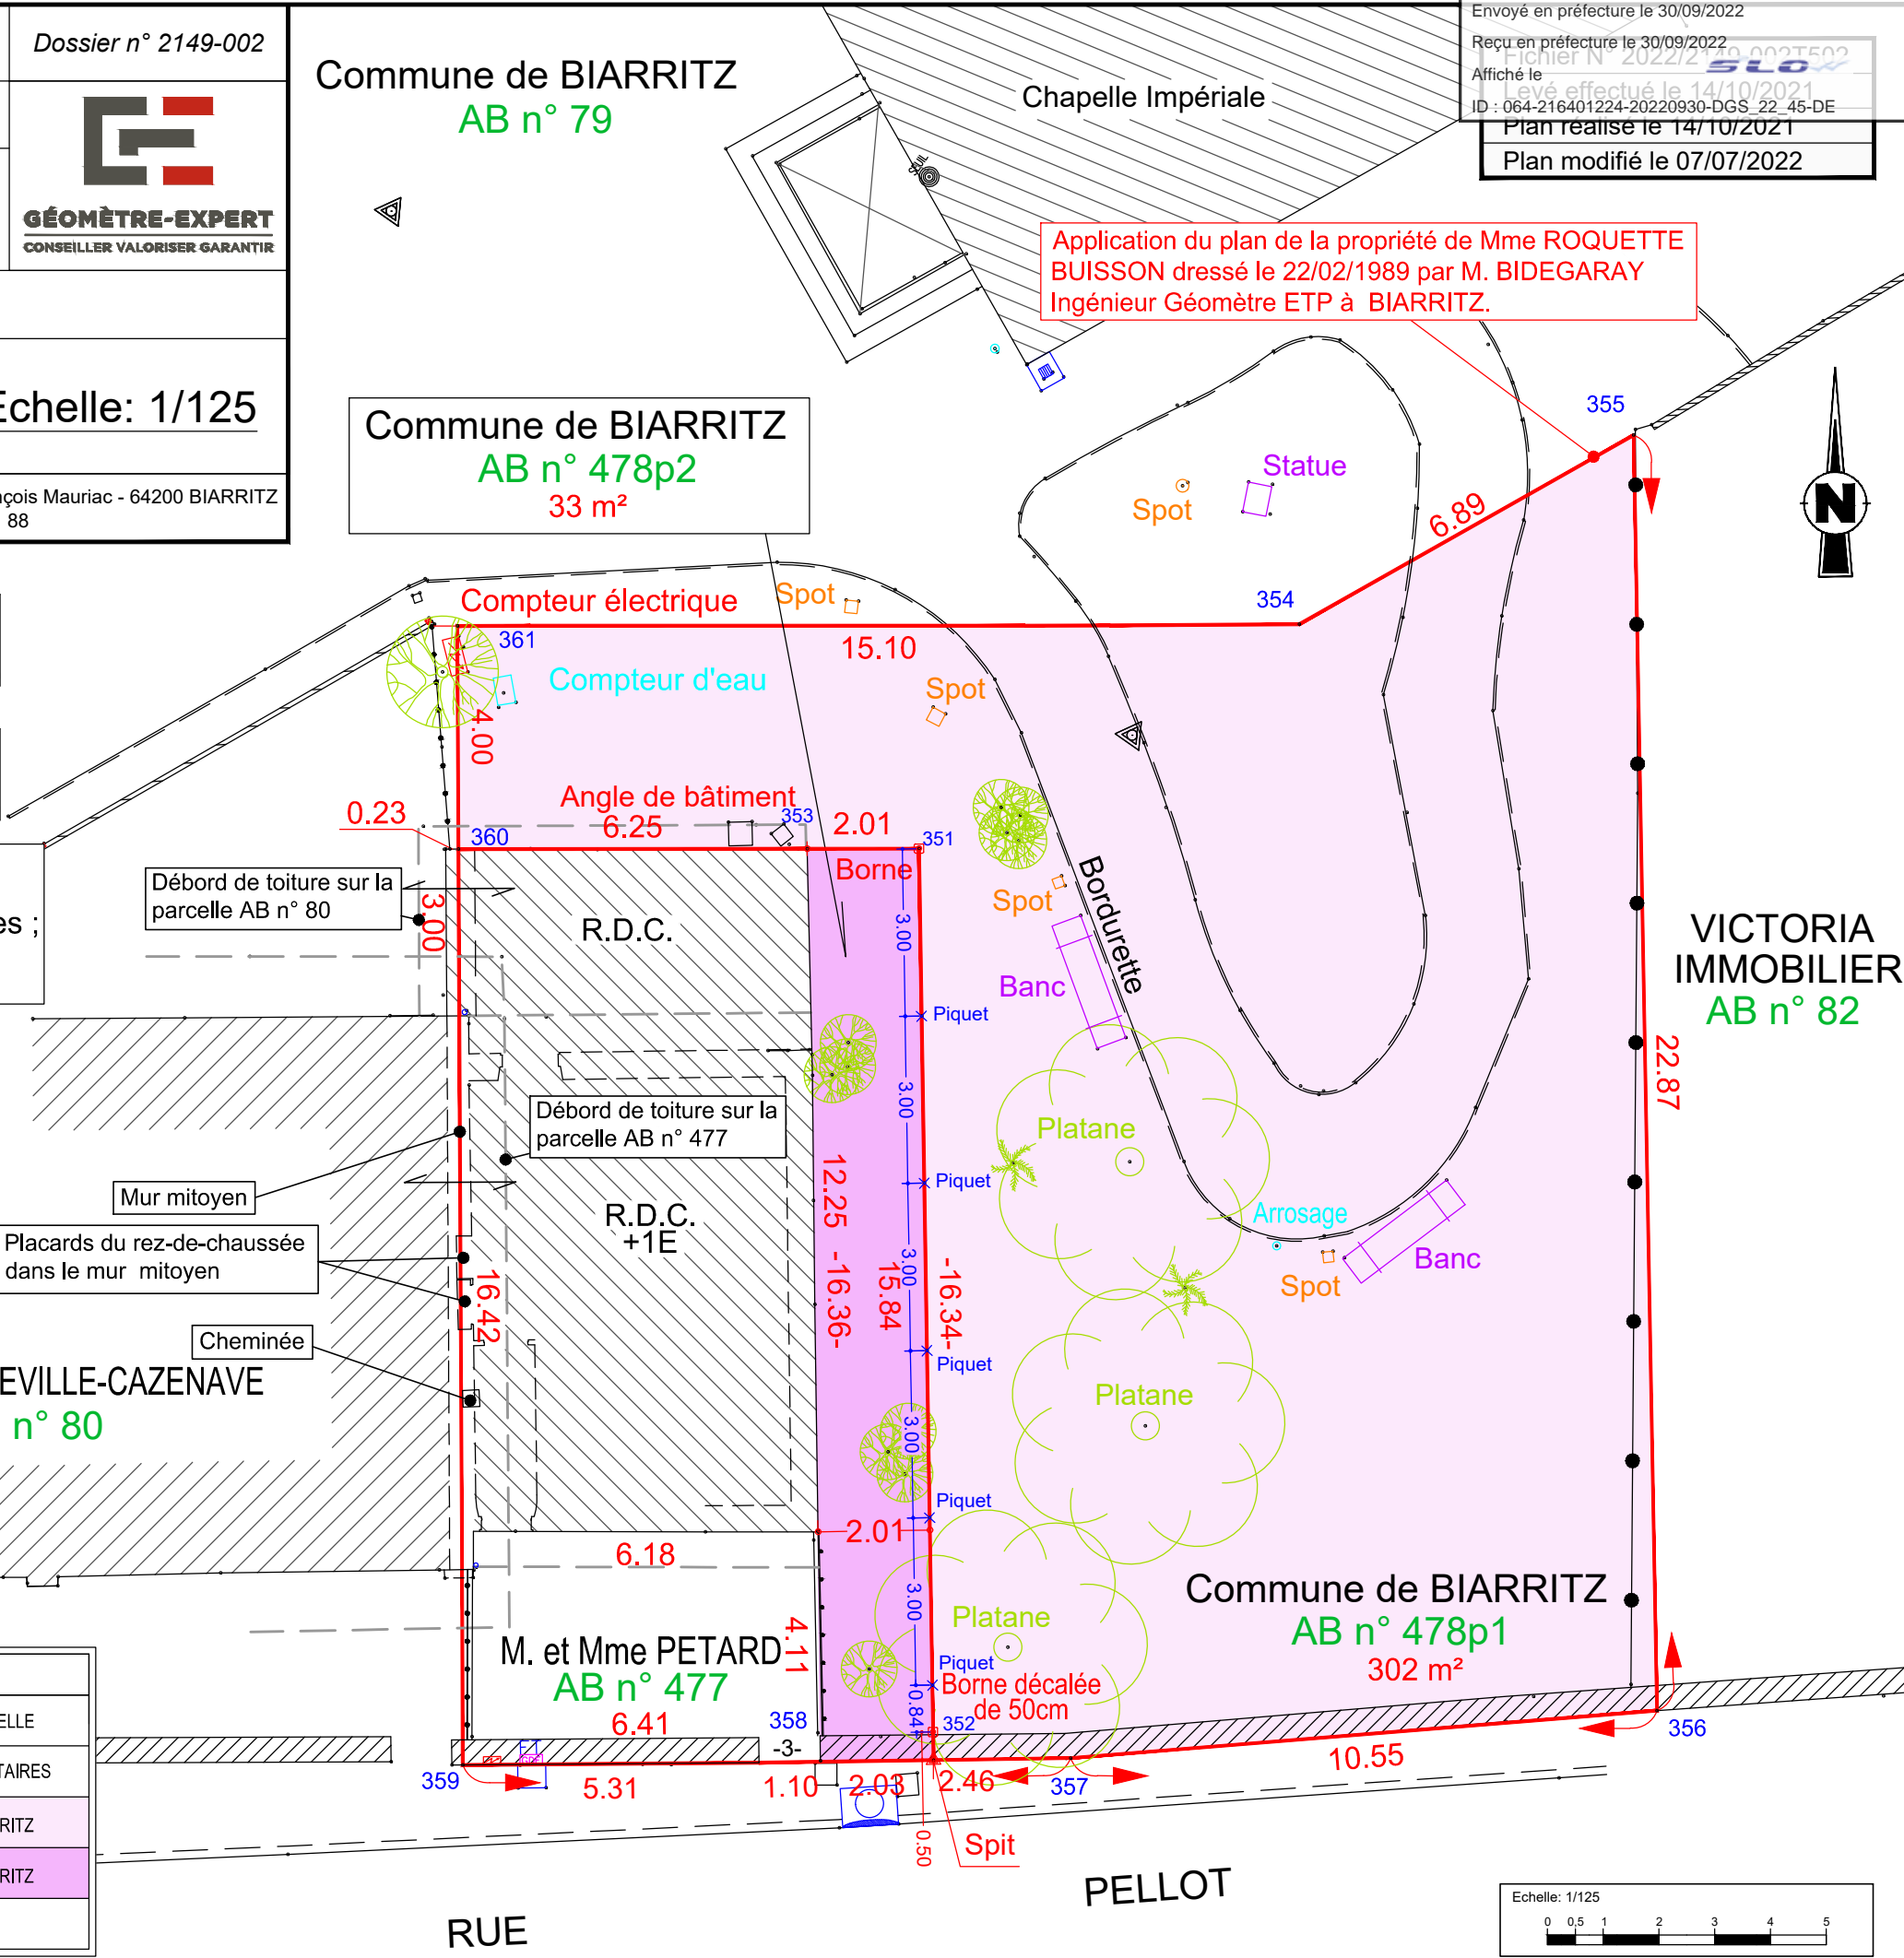 Dossier n° 2149-002
GÉOMÈTRE-EXPERT
CONSEILLER VALORISER GARANTIR
Echelle: 1/125
Mauriac - 64200 BIARRITZ
88
Commune de BIARRITZ
AB n° 79
Chapelle Impériale
SEUIL
Envoyé en préfecture le 30/09/2022
Reçu en préfecture le 30/09/2022
Affiché le
SLOW
ID : 064-216401224-20220930-DGS_22_45-DE
Fichier N° 2022/2149-002T502
Levé effectué le 14/10/2021
Plan réalisé le 14/10/2021
Plan modifié le 07/07/2022
Application du plan de la propriété de Mme ROQUETTE
BUISSON dressé le 22/02/1989 par M. BIDEGARAY
Ingénieur Géomètre ETP à BIARRITZ.
Commune de BIARRITZ
AB n° 478p2
33 m²
355
Statue
Spot
6.89
N
354
Compteur électrique
Spot
361
15.10
Compteur d'eau
Spot
4.00
Angle de bâtiment
353
0.23
360
6.25
2.01
351
Borne
Débord de toiture sur la
parcelle AB n° 80
3.00
R.D.C.
3.00
Spot
Bordurette
Banc
es ;
VICTORIA
IMMOBILIER
AB n° 82
Piquet
22.87
3.00
Débord de toiture sur la
parcelle AB n° 477
Platane
Mur mitoyen
12.25
Piquet
R.D.C.
+1E
Arrosage
Placards du rez-de-chaussée
dans le mur mitoyen
16.42
-16.36-
15.84
3.00
-16.34-
Spot
Banc
Cheminée
Piquet
EVILLE-CAZENAVE
n° 80
Platane
3.00
Piquet
2.01
6.18
3.00
Platane
Commune de BIARRITZ
AB n° 478p1
302 m²
M. et Mme PETARD
AB n° 477
4.11
Piquet
Borne décalée
de 50cm
0.84
6.41
358
-3-
352
356
FT
GDF
359
5.31
1.10
2.03
2.46
357
10.55
0.50
Spit
ELLE
TAIRES
RITZ
RITZ
RUE
PELLOT
Echelle: 1/125
0 0,5 1 2 3 4 5